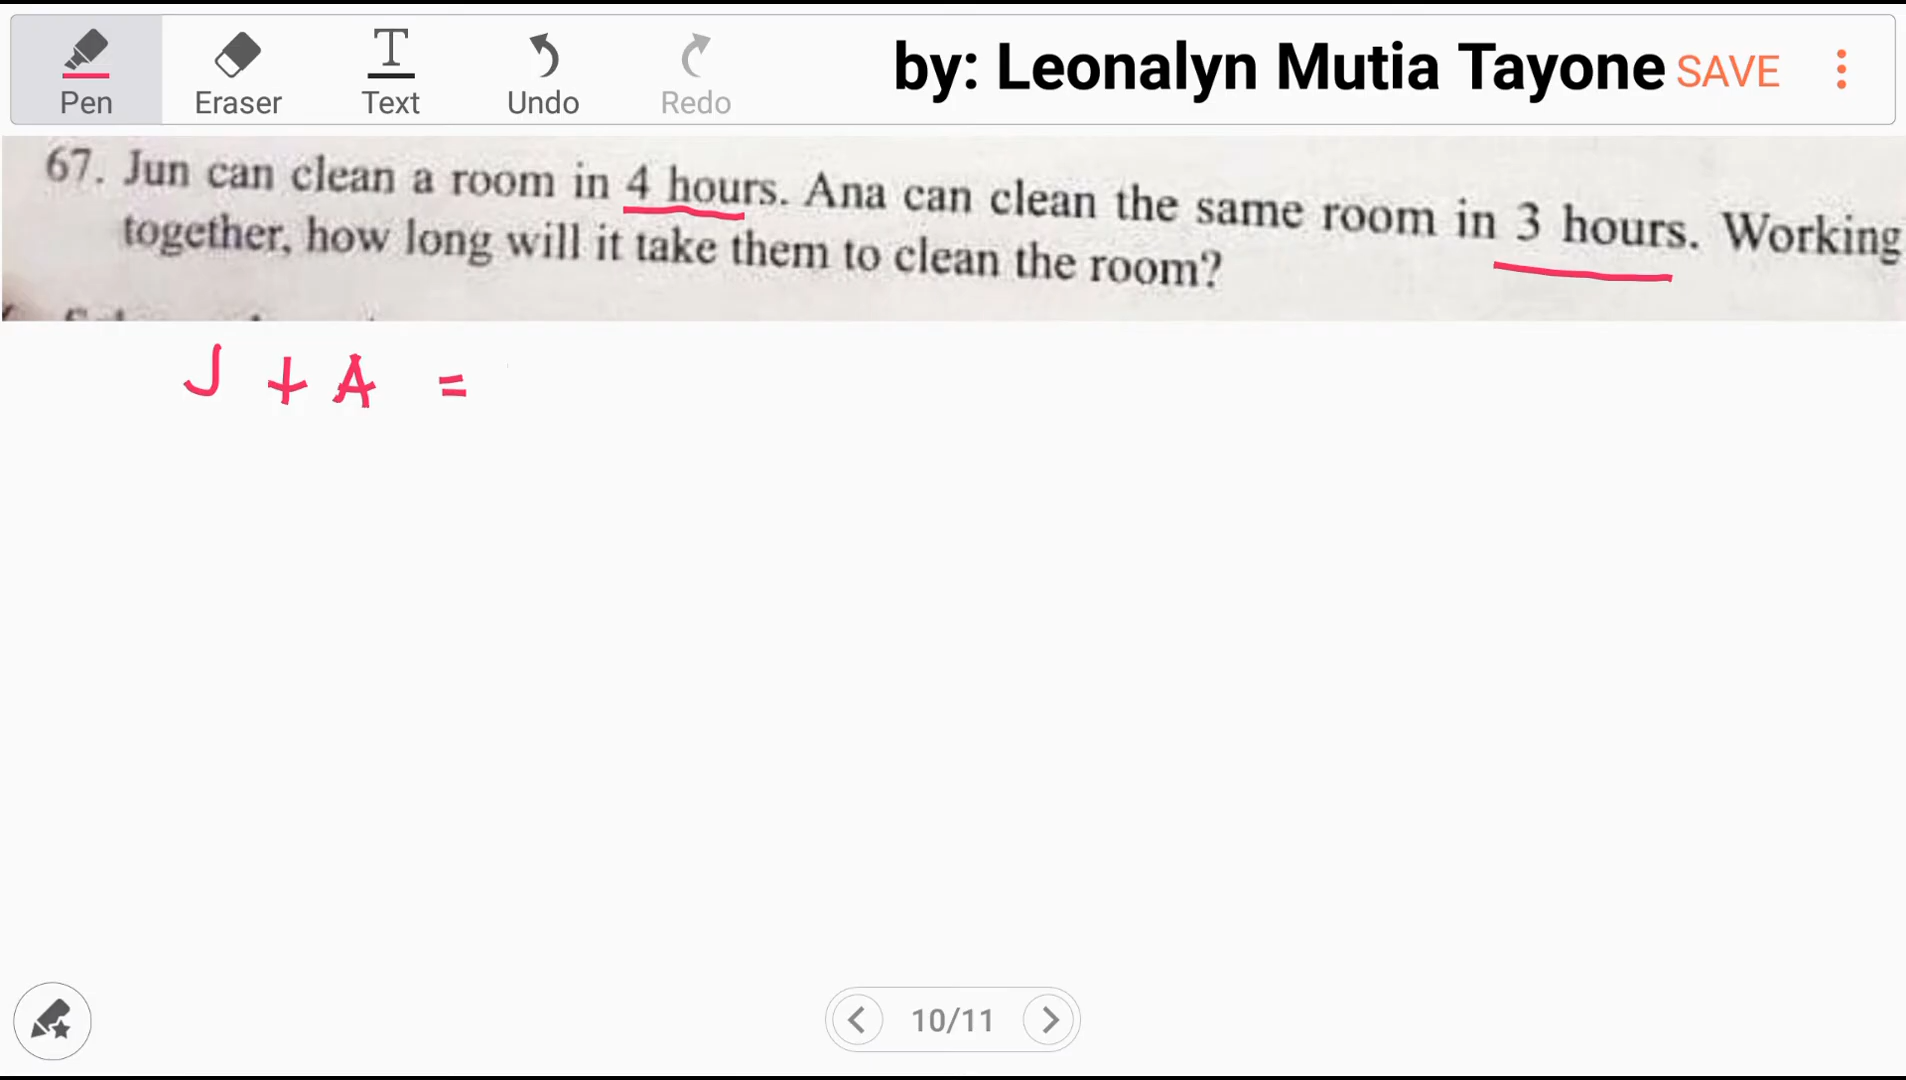 Pen Eraser Text Undo Redo by: Leonalyn Mutia Tayone SAVE
67. Jun can clean a room in 4 hours. Ana can clean the same room in 3 hours. Working
together, how long will it take them to clean the room?
J + A =
10/11